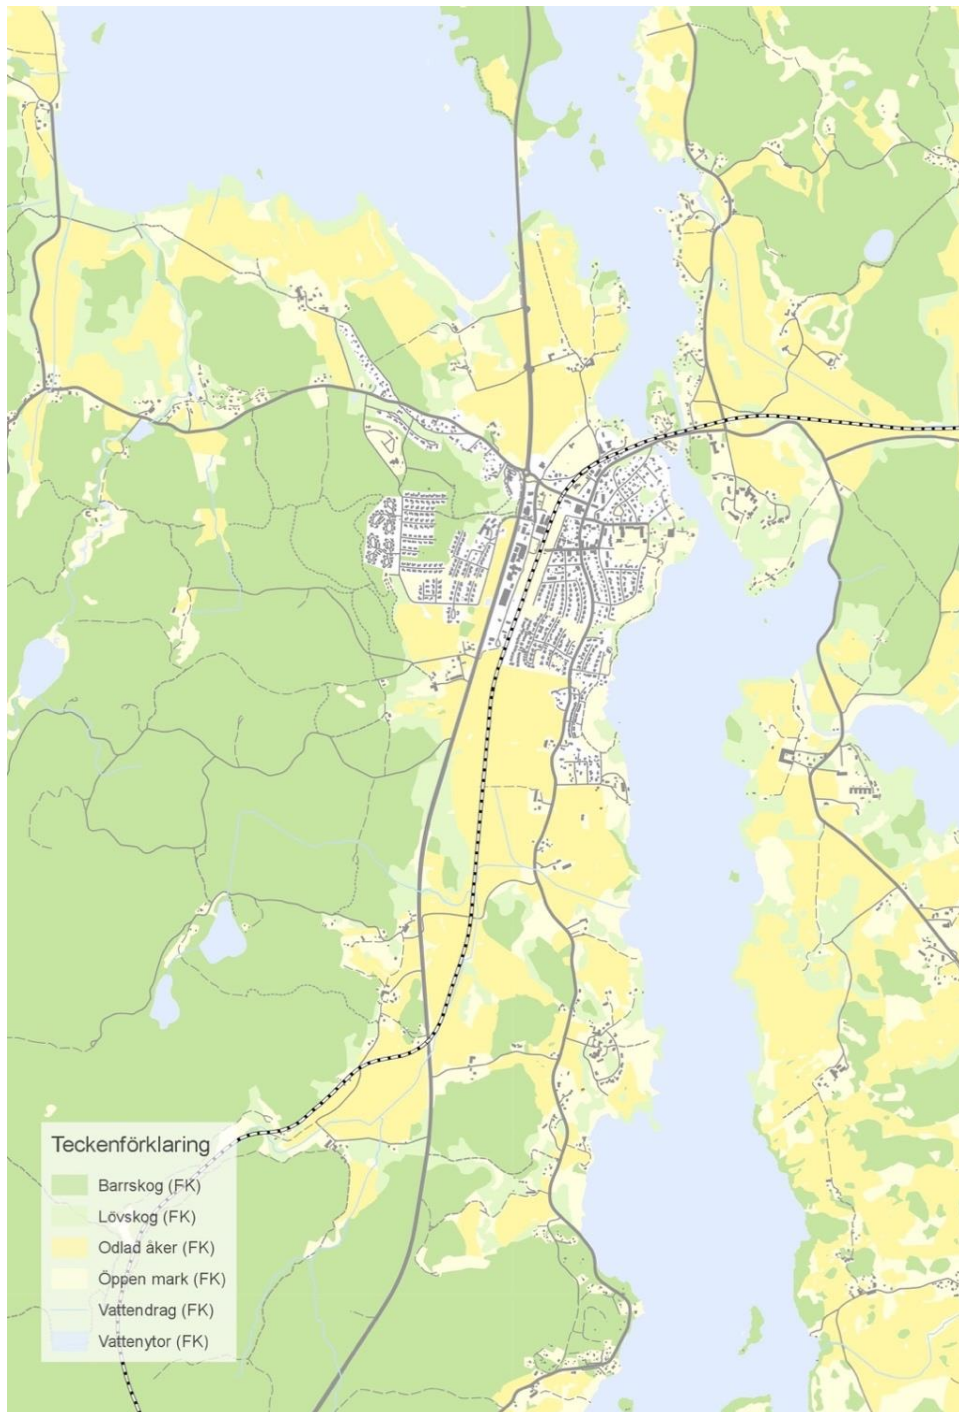 Teckenförklaring
Barrskog (FK)
Lövskog (FK)
Odlad åker (FK)
Öppen mark (FK)
Vattendrag (FK)
Vattenytor (FK)